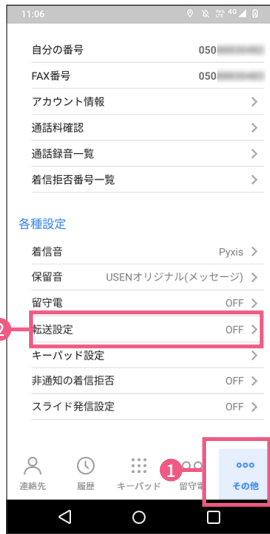 11:06
4G
自分の番号 050
FAX番号 050
アカウント情報
通話料確認
通話録音一覧
着信拒否番号一覧
各種設定
着信音 Pyxis
保留音 USENオリジナル(メッセージ)
留守電 OFF
2 転送設定 OFF
キーパッド設定
非通知の着信拒否 OFF
スライド発信設定 OFF
1
連絡先 履歴 キーパッド 留守電 その他